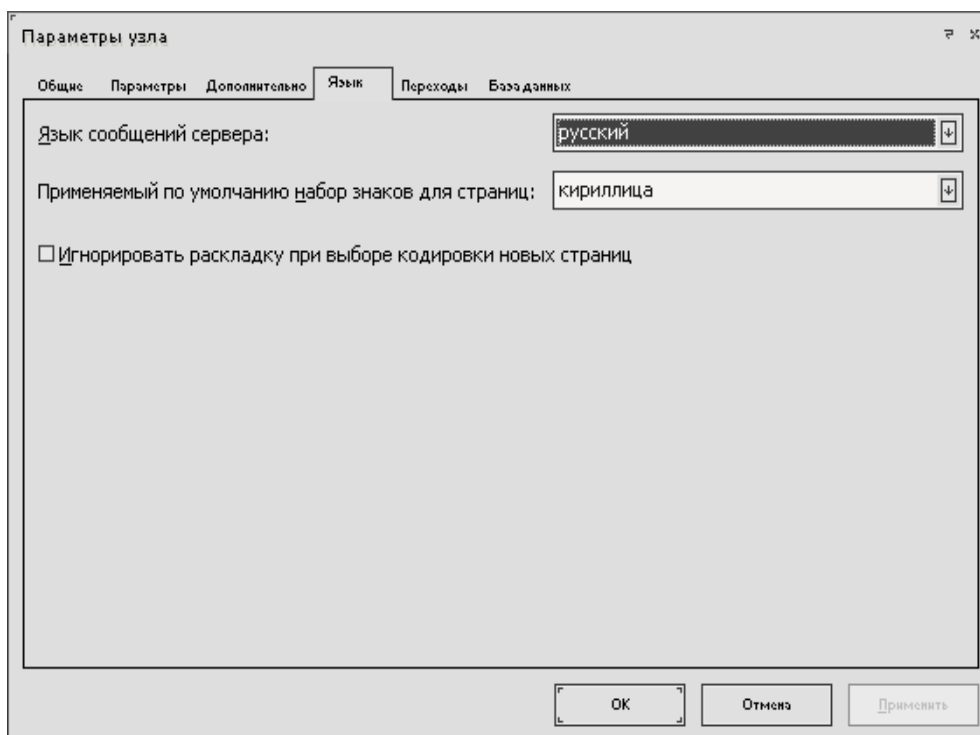 Параметры узла
Общие Параметры Дополнительно Язык Переходы База данных
Язык сообщений сервера: русский
Применяемый по умолчанию набор знаков для страниц: кириллица
Игнорировать раскладку при выборе кодировки новых страниц
ОК Отмена Применить